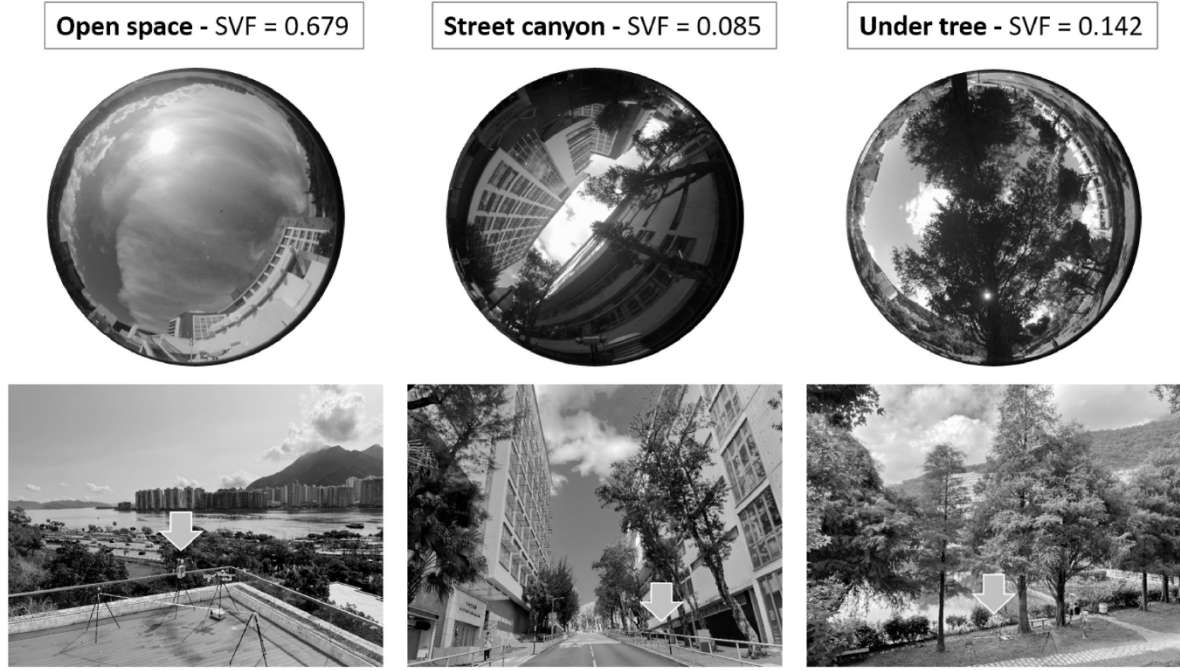 Open space - SVF = 0.679
Street canyon - SVF = 0.085
Under tree - SVF = 0.142